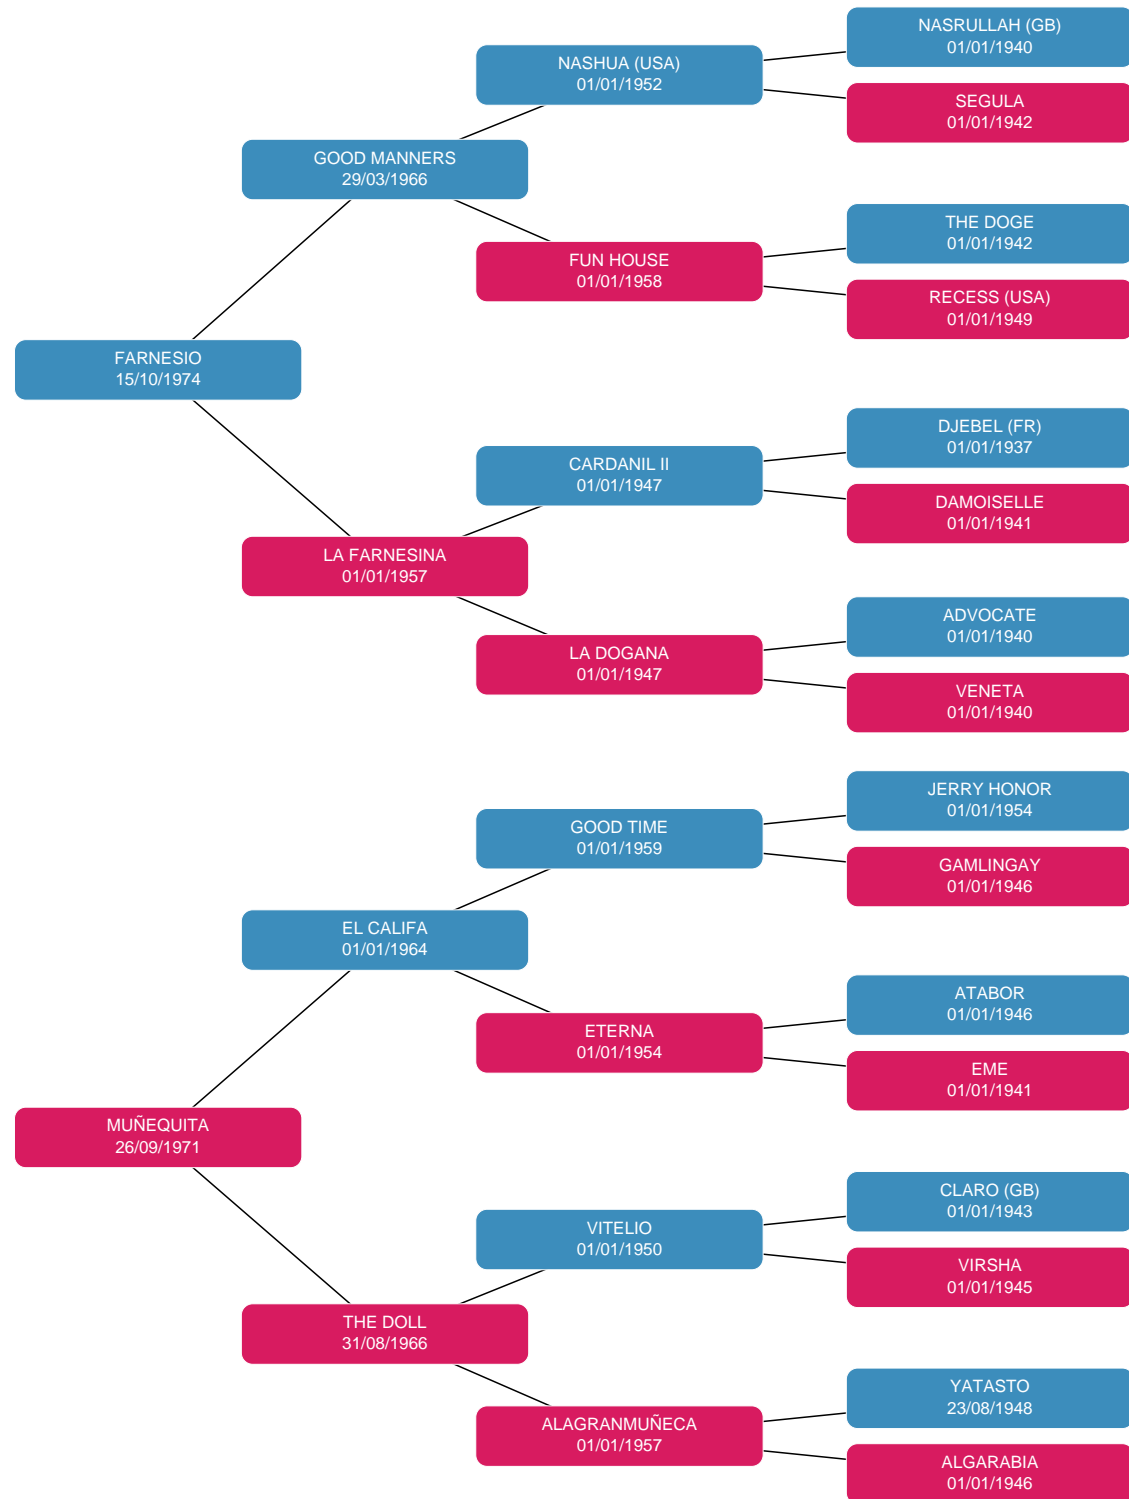 NASRULLAH (GB)
01/01/1940
NASHUA (USA)
01/01/1952
SEGULA
01/01/1942
GOOD MANNERS
29/03/1966
THE DOGE
01/01/1942
FUN HOUSE
01/01/1958
RECESS (USA)
01/01/1949
FARNESIO
15/10/1974
DJEBEL (FR)
01/01/1937
CARDANIL II
01/01/1947
DAMOISELLE
01/01/1941
LA FARNESINA
01/01/1957
ADVOCATE
01/01/1940
LA DOGANA
01/01/1947
VENETA
01/01/1940
JERRY HONOR
01/01/1954
GOOD TIME
01/01/1959
GAMLINGAY
01/01/1946
EL CALIFA
01/01/1964
ATABOR
01/01/1946
ETERNA
01/01/1954
EME
01/01/1941
MUÑEQUITA
26/09/1971
CLARO (GB)
01/01/1943
VITELIO
01/01/1950
VIRSHA
01/01/1945
THE DOLL
31/08/1966
YATASTO
23/08/1948
ALAGRANMUÑECA
01/01/1957
ALGARABIA
01/01/1946